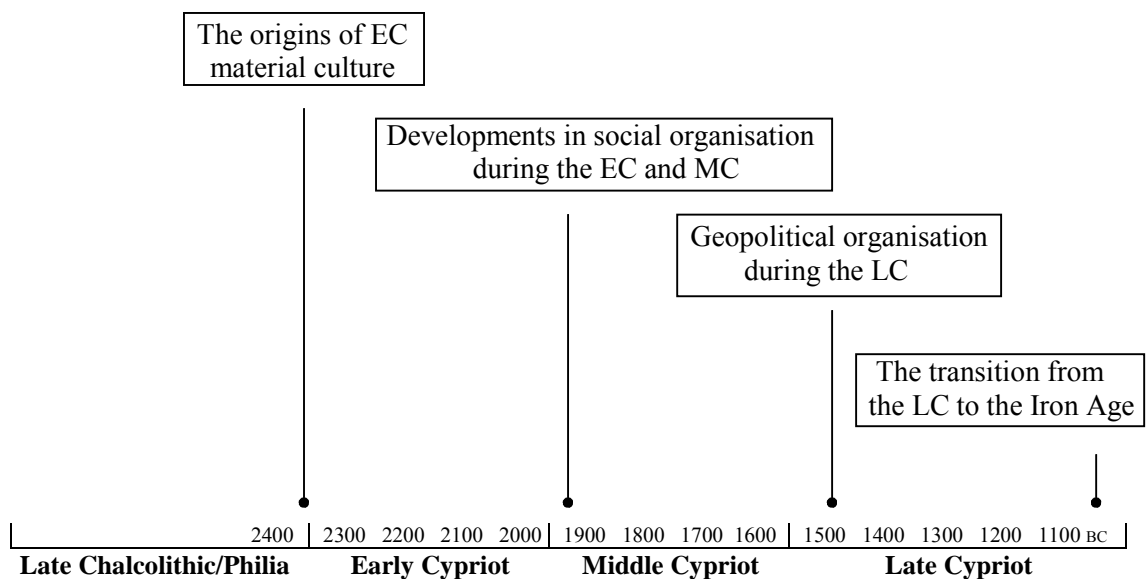 The origins of EC
material culture
Developments in social organisation
during the EC and MC
Geopolitical organisation
during the LC
The transition from
the LC to the Iron Age
2400 2300 2200 2100 2000 1900 1800 1700 1600 1500 1400 1300 1200 1100 BC
Late Chalcolithic/Philia Early Cypriot Middle Cypriot Late Cypriot